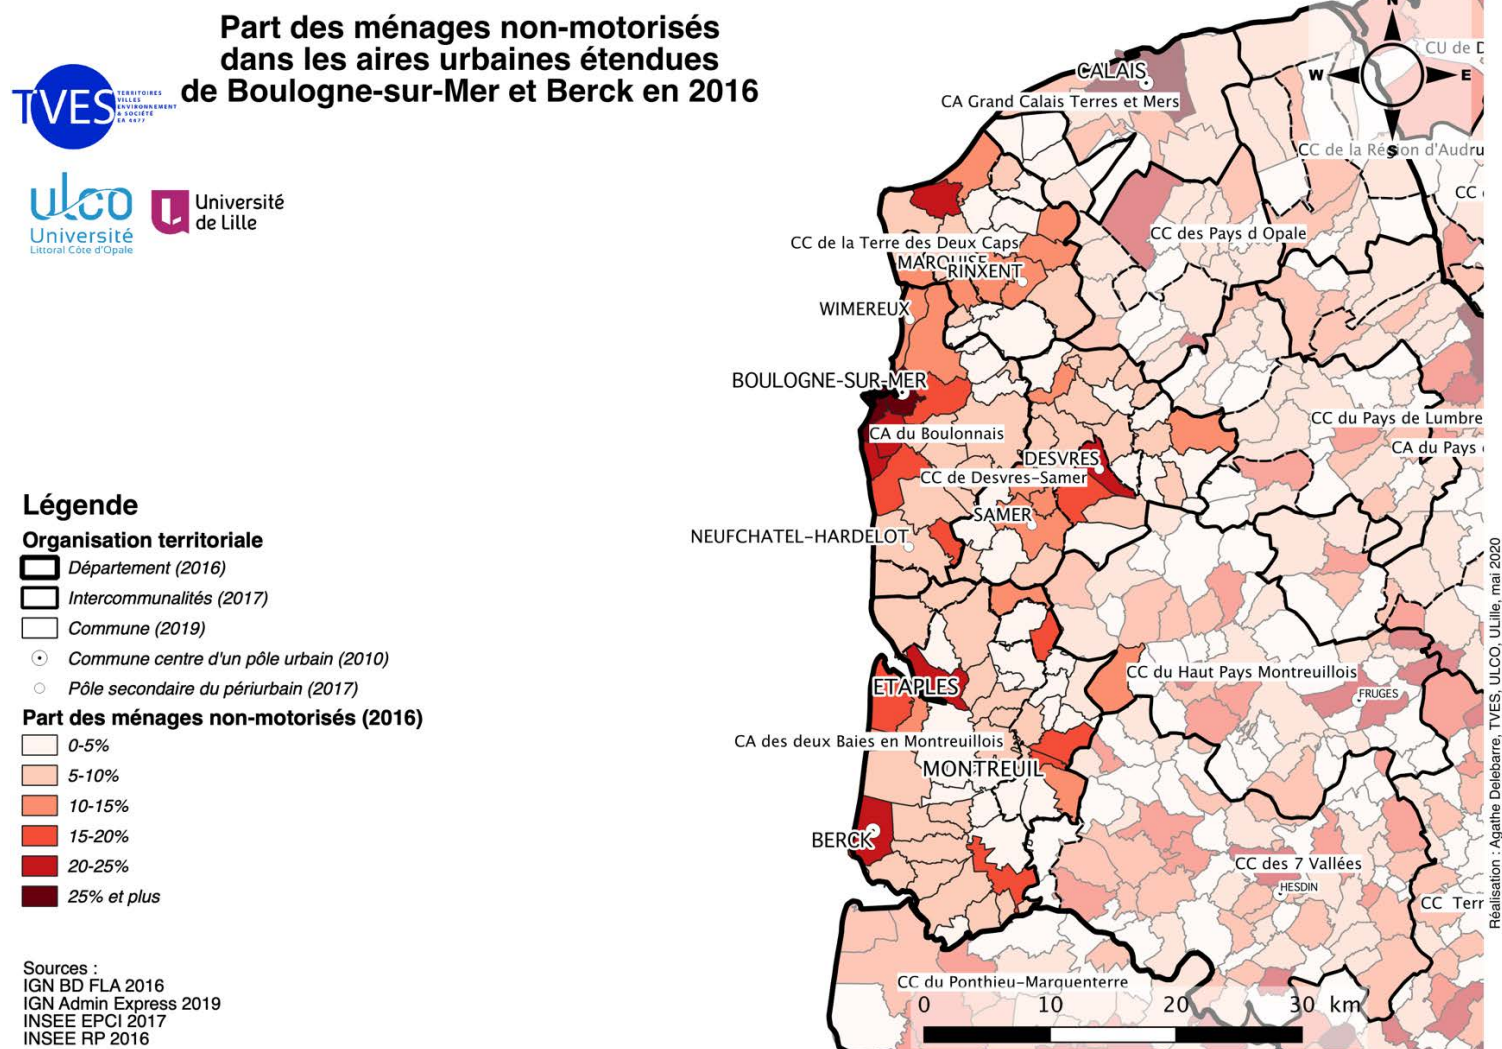 Part des ménages non-motorisés
dans les aires urbaines étendues
de Boulogne-sur-Mer et Berck en 2016
TVES
TERRITOIRES
VILLES
ENVIRONNEMENT
& SOCIÉTÉ
EA 4477
ulco
Université
Littoral Côte d'Opale
Université
de Lille
N
W
E
S
CALAIS
CU de D
CA Grand Calais Terres et Mers
CC de la Région d'Audru
CC
CC de la Terre des Deux Caps
CC des Pays d Opale
MARQUISE
RINXENT
WIMEREUX
BOULOGNE-SUR-MER
CC du Pays de Lumbre
CA du Boulonnais
CA du Pays
DESVRES
CC de Desvres-Samer
SAMER
NEUFCHATEL-HARDELOT
ETAPLES
CC du Haut Pays Montreuillois
FRUGES
CA des deux Baies en Montreuillois
MONTREUIL
BERCK
CC des 7 Vallées
HESDIN
CC Terr
CC du Ponthieu-Marquenterre
0 10 20 30 km
Légende
Organisation territoriale
Département (2016)
Intercommunalités (2017)
Commune (2019)
Commune centre d'un pôle urbain (2010)
Pôle secondaire du périurbain (2017)
Part des ménages non-motorisés (2016)
0-5%
5-10%
10-15%
15-20%
20-25%
25% et plus
Sources :
IGN BD FLA 2016
IGN Admin Express 2019
INSEE EPCI 2017
INSEE RP 2016
Réalisation : Agathe Delebarre, TVES, ULCO, ULille, mai 2020